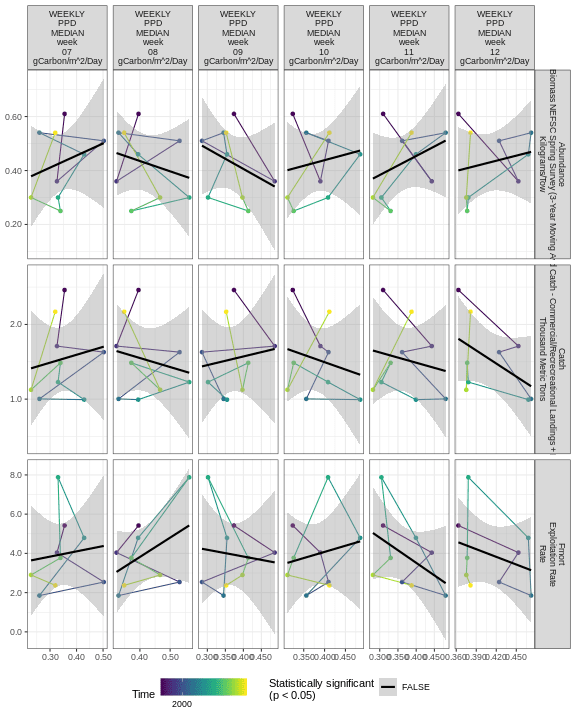 WEEKLY PPD MEDIAN week 07 gCarbon/m^2/Day
WEEKLY PPD MEDIAN week 08 gCarbon/m^2/Day
WEEKLY PPD MEDIAN week 09 gCarbon/m^2/Day
WEEKLY PPD MEDIAN week 10 gCarbon/m^2/Day
WEEKLY PPD MEDIAN week 11 gCarbon/m^2/Day
WEEKLY PPD MEDIAN week 12 gCarbon/m^2/Day
0.60
0.40
0.20
Abundance
Biomass NEFSC Spring Survey (3-Year Moving
Kilograms/Tow
2.0
1.0
Catch
Catch - Commercial/Recreational Landings +
Thousand Metric Tons
8.0
6.0
4.0
2.0
0.0
Fmort
Exploitation Rate
Rate
0.30 0.40 0.50
0.40 0.50
0.300 0.350 0.400 0.450
0.350 0.400 0.450
0.300 0.350 0.400 0.450
0.360 0.390 0.420 0.450
Time
2000
Statistically significant
(p < 0.05)
FALSE